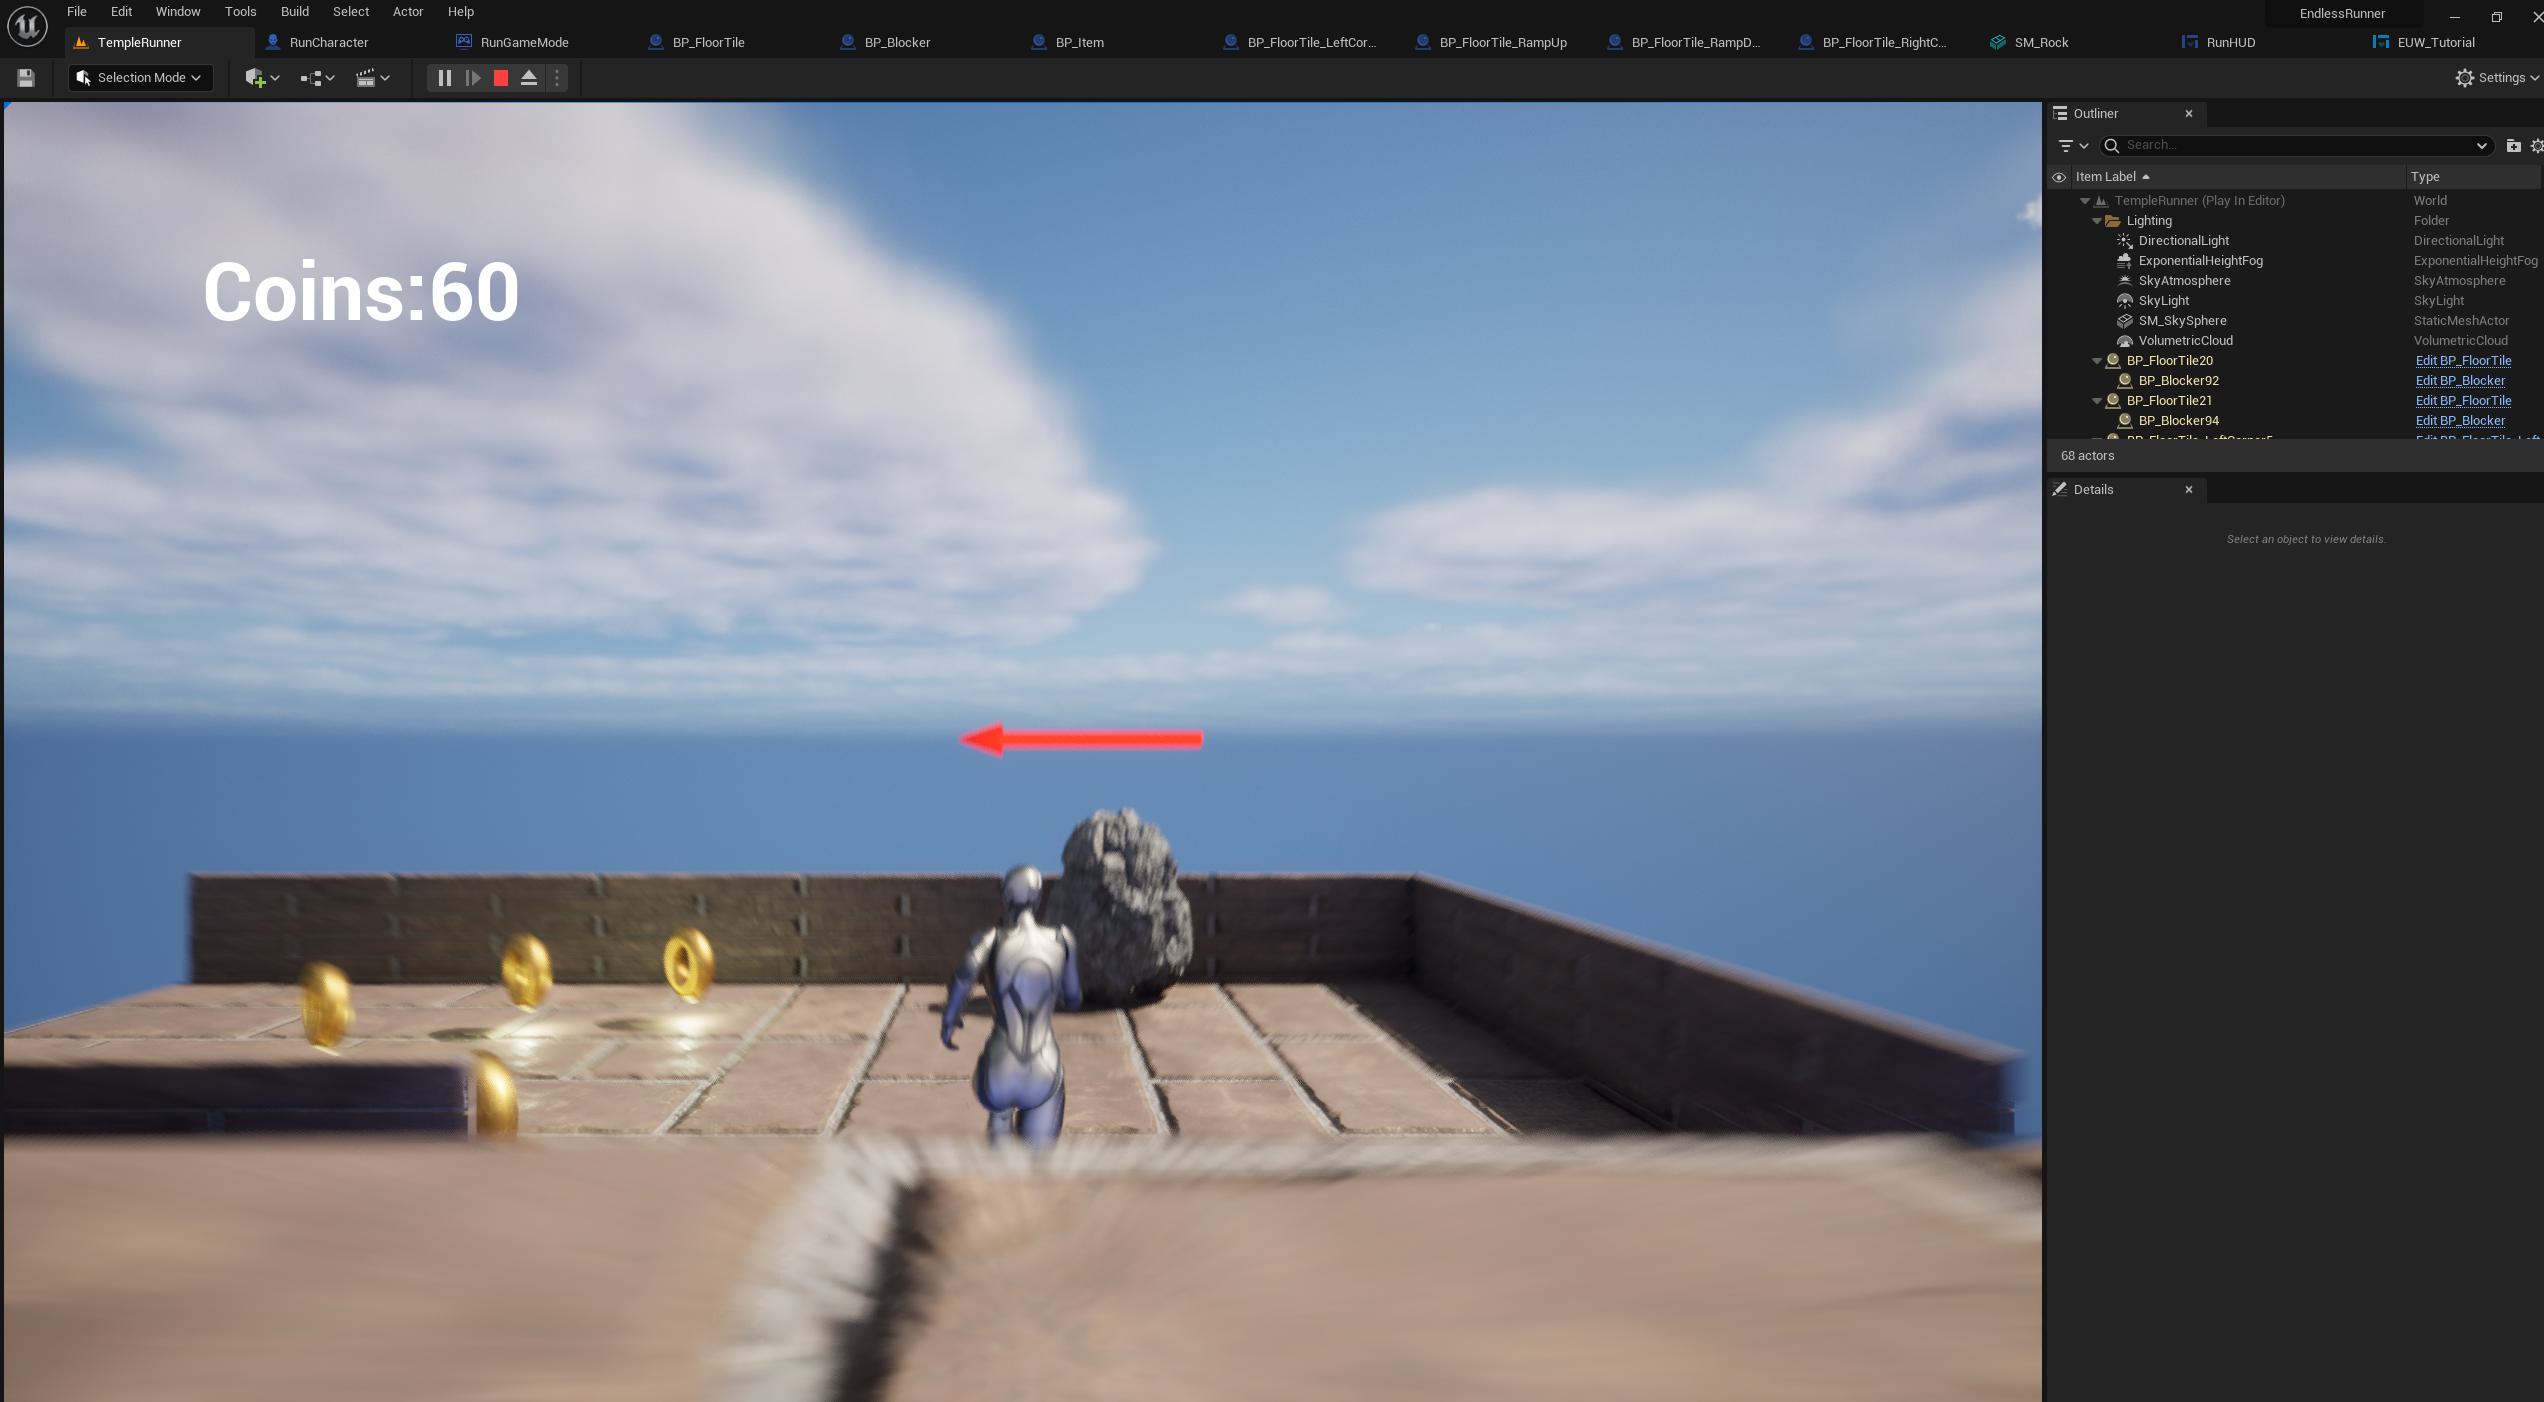 File Edit Window Tools Build Select Actor Help
EndlessRunner
TempleRunner RunCharacter RunGameMode BP_FloorTile BP_Blocker BP_Item BP_FloorTile_LeftCor... BP_FloorTile_RampUp BP_FloorTile_RampD... BP_FloorTile_RightC... SM_Rock RunHUD EUW_Tutorial
Selection Mode
Settings
Coins:60
Outliner
Search...
Item Label Type
TempleRunner (Play In Editor) World
Lighting Folder
DirectionalLight DirectionalLight
ExponentialHeightFog ExponentialHeightFog
SkyAtmosphere SkyAtmosphere
SkyLight SkyLight
SM_SkySphere StaticMeshActor
VolumetricCloud VolumetricCloud
BP_FloorTile20 Edit BP_FloorTile
BP_Blocker92 Edit BP_Blocker
BP_FloorTile21 Edit BP_FloorTile
BP_Blocker94 Edit BP_Blocker
68 actors
Details
Select an object to view details.